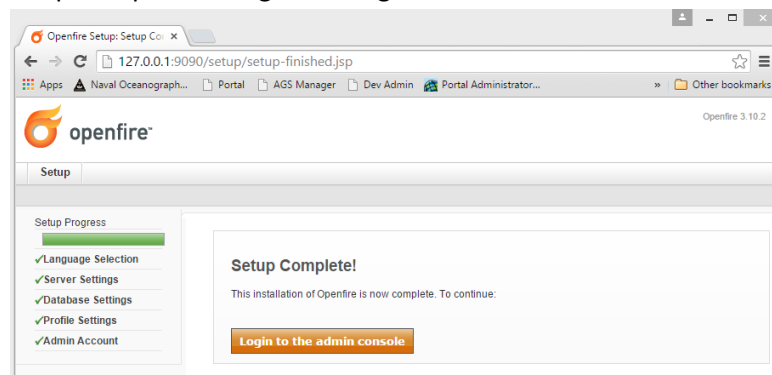 Openfire Setup: Setup Co
127.0.0.1:9090/setup/setup-finished.jsp
Apps Naval Oceanograph... Portal AGS Manager Dev Admin Portal Administrator... » Other bookmarks
openfire™
Openfire 3.10.2
Setup
Setup Progress
✓Language Selection
✓Server Settings
✓Database Settings
✓Profile Settings
✓Admin Account
Setup Complete!
This installation of Openfire is now complete. To continue:
Login to the admin console